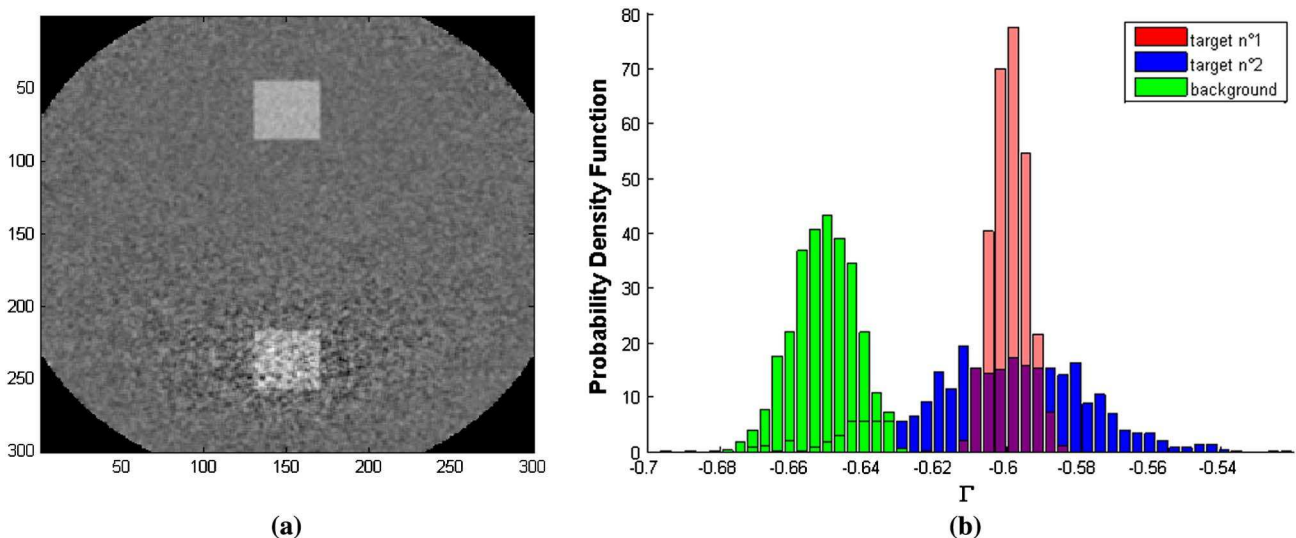 50
100
150
200
250
300
50 100 150 200 250 300
(a)
Probability Density Function
80
70
60
50
40
30
20
10
0
-0.7 -0.68 -0.66 -0.64 -0.62 -0.6 -0.58 -0.56 -0.54
Γ
target n°1
target n°2
background
(b)